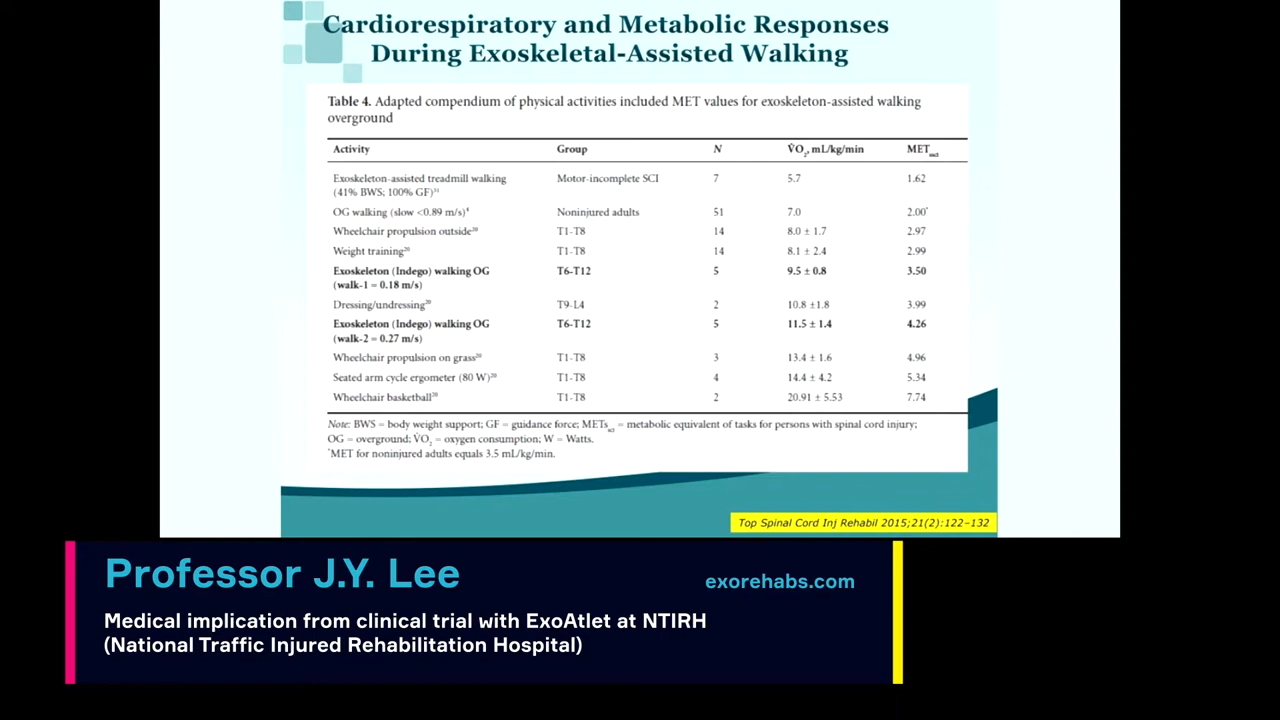 Cardiorespiratory and Metabolic Responses
During Exoskeletal-Assisted Walking
Table 4. Adapted compendium of physical activities included MET values for exoskeleton-assisted walking
overground
Activity Group N V̇O2, mL/kg/min METsci
Exoskeleton-assisted treadmill walking Motor-incomplete SCI 7 5.7 1.62
(41% BWS; 100% GF)31
OG walking (slow <0.89 m/s)4 Noninjured adults 51 7.0 2.00*
Wheelchair propulsion outside20 T1-T8 14 8.0 ± 1.7 2.97
Weight training20 T1-T8 14 8.1 ± 2.4 2.99
Exoskeleton (Indego) walking OG T6-T12 5 9.5 ± 0.8 3.50
(walk-1 = 0.18 m/s)
Dressing/undressing20 T9-L4 2 10.8 ±1.8 3.99
Exoskeleton (Indego) walking OG T6-T12 5 11.5 ± 1.4 4.26
(walk-2 = 0.27 m/s)
Wheelchair propulsion on grass20 T1-T8 3 13.4 ± 1.6 4.96
Seated arm cycle ergometer (80 W)20 T1-T8 4 14.4 ± 4.2 5.34
Wheelchair basketball20 T1-T8 2 20.91 ± 5.53 7.74
Note: BWS = body weight support; GF = guidance force; METssci = metabolic equivalent of tasks for persons with spinal cord injury;
OG = overground; V̇O2 = oxygen consumption; W = Watts.
*MET for noninjured adults equals 3.5 mL/kg/min.
Top Spinal Cord Inj Rehabil 2015;21(2):122–132
Professor J.Y. Lee
exorehabs.com
Medical implication from clinical trial with ExoAtlet at NTIRH
(National Traffic Injured Rehabilitation Hospital)